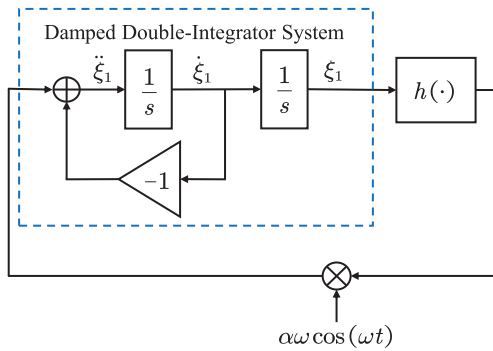 Damped Double-Integrator System
ξ̈₁ 1/s ξ̇₁ 1/s ξ₁ h(·)
−1
αω cos(ωt)